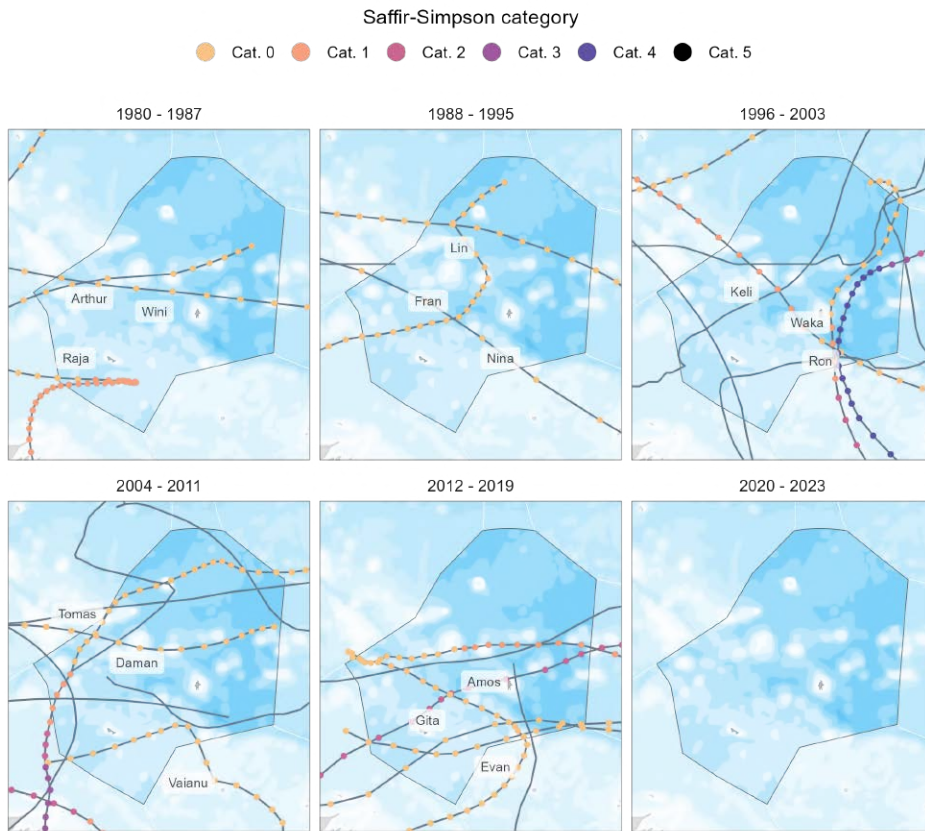 Saffir-Simpson category
Cat. 0 Cat. 1 Cat. 2 Cat. 3 Cat. 4 Cat. 5
1980 - 1987 1988 - 1995 1996 - 2003
Lin
Keli
Arthur
Fran
Wini
Waka
Raja
Nina
Ron
2004 - 2011 2012 - 2019 2020 - 2023
Tomas
Daman
Amos
Gita
Evan
Vaianu